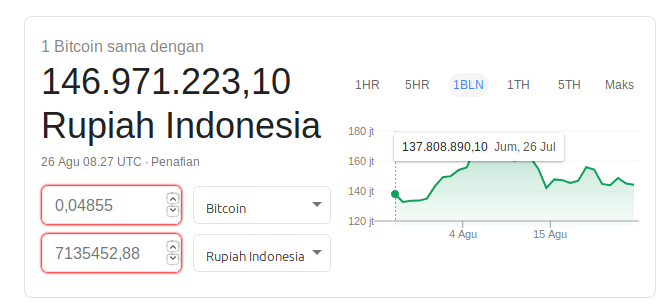 1 Bitcoin sama dengan
146.971.223,10
Rupiah Indonesia
26 Agu 08.27 UTC · Penafian
0,04855 Bitcoin
7135452,88 Rupiah Indonesia
1HR 5HR 1BLN 1TH 5TH Maks
180 jt
137.808.890,10 Jum, 26 Jul
160 jt
140 jt
120 jt
4 Agu 15 Agu